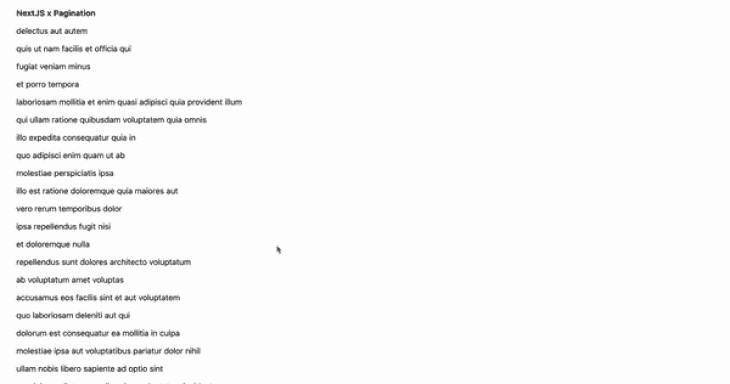 NextJS x Pagination
delectus aut autem
quis ut nam facilis et officia qui
fugiat veniam minus
et porro tempora
laboriosam mollitia et enim quasi adipisci quia provident illum
qui ullam ratione quibusdam voluptatem quia omnis
illo expedita consequatur quia in
quo adipisci enim quam ut ab
molestiae perspiciatis ipsa
illo est ratione doloremque quia maiores aut
vero rerum temporibus dolor
ipsa repellendus fugit nisi
et doloremque nulla
repellendus sunt dolores architecto voluptatum
ab voluptatum amet voluptas
accusamus eos facilis sint et aut voluptatem
quo laboriosam deleniti aut qui
dolorum est consequatur ea mollitia in culpa
molestiae ipsa aut voluptatibus pariatur dolor nihil
ullam nobis libero sapiente ad optio sint